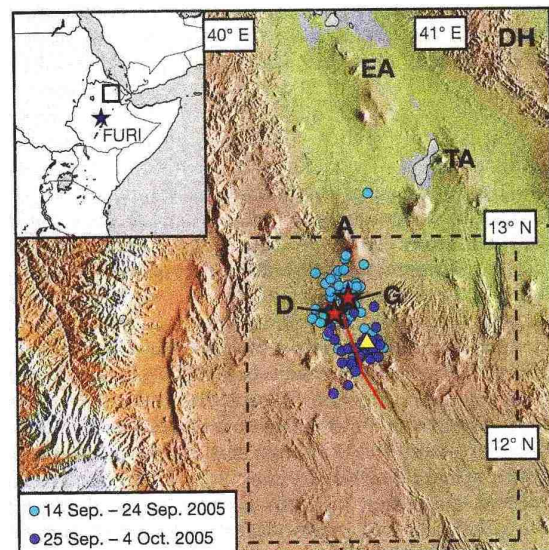 40° E
41° E
DH
EA
FURI
TA
13° N
A
D
G
12° N
14 Sep. – 24 Sep. 2005
25 Sep. – 4 Oct. 2005